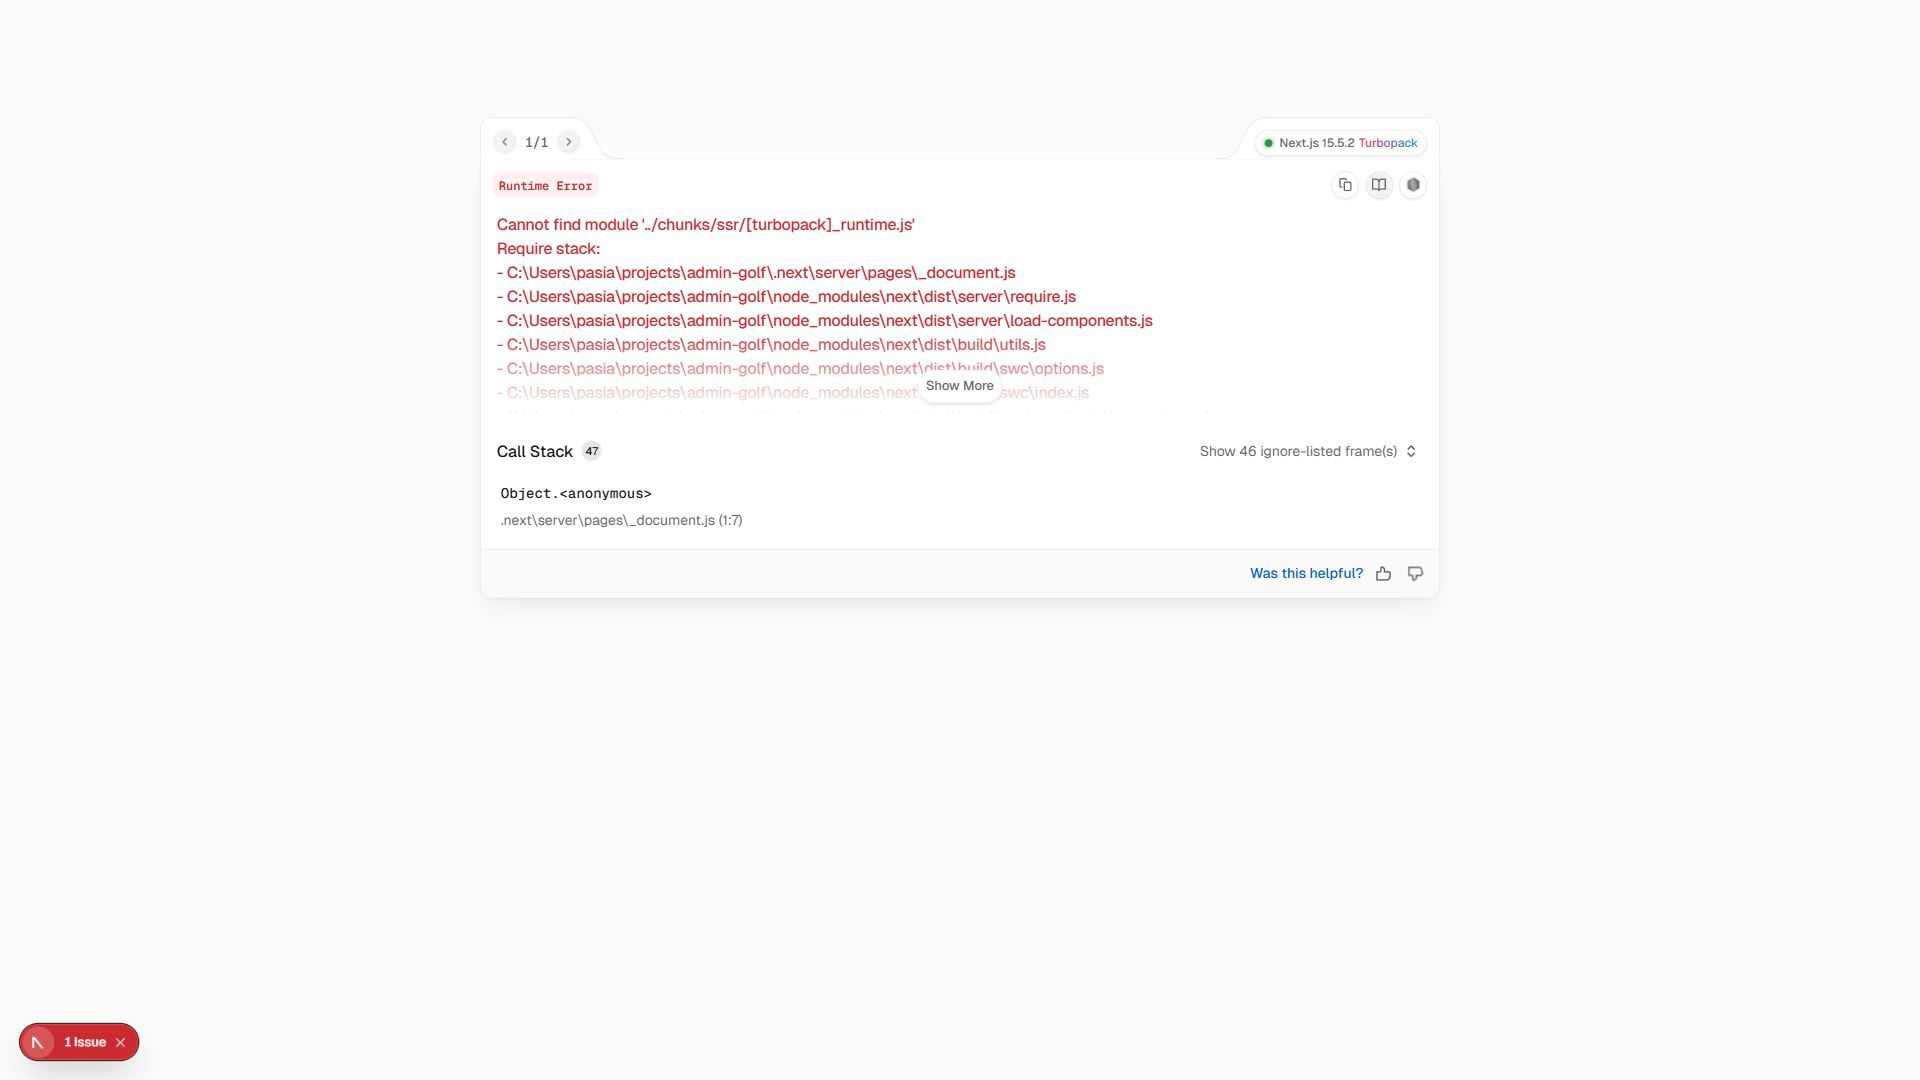 1/1
Next.js 15.5.2 Turbopack
Runtime Error
Cannot find module '../chunks/ssr/[turbopack]_runtime.js'
Require stack:
- C:\Users\pasia\projects\admin-golf\.next\server\pages\_document.js
- C:\Users\pasia\projects\admin-golf\node_modules\next\dist\server\require.js
- C:\Users\pasia\projects\admin-golf\node_modules\next\dist\server\load-components.js
- C:\Users\pasia\projects\admin-golf\node_modules\next\dist\build\utils.js
- C:\Users\pasia\projects\admin-golf\node_modules\next\dist\build\swc\options.js
- C:\Users\pasia\projects\admin-golf\node_modules\next swc\index.js
Show More
Call Stack 47
Show 46 ignore-listed frame(s)
Object.<anonymous>
.next\server\pages\_document.js (1:7)
Was this helpful?
1 Issue